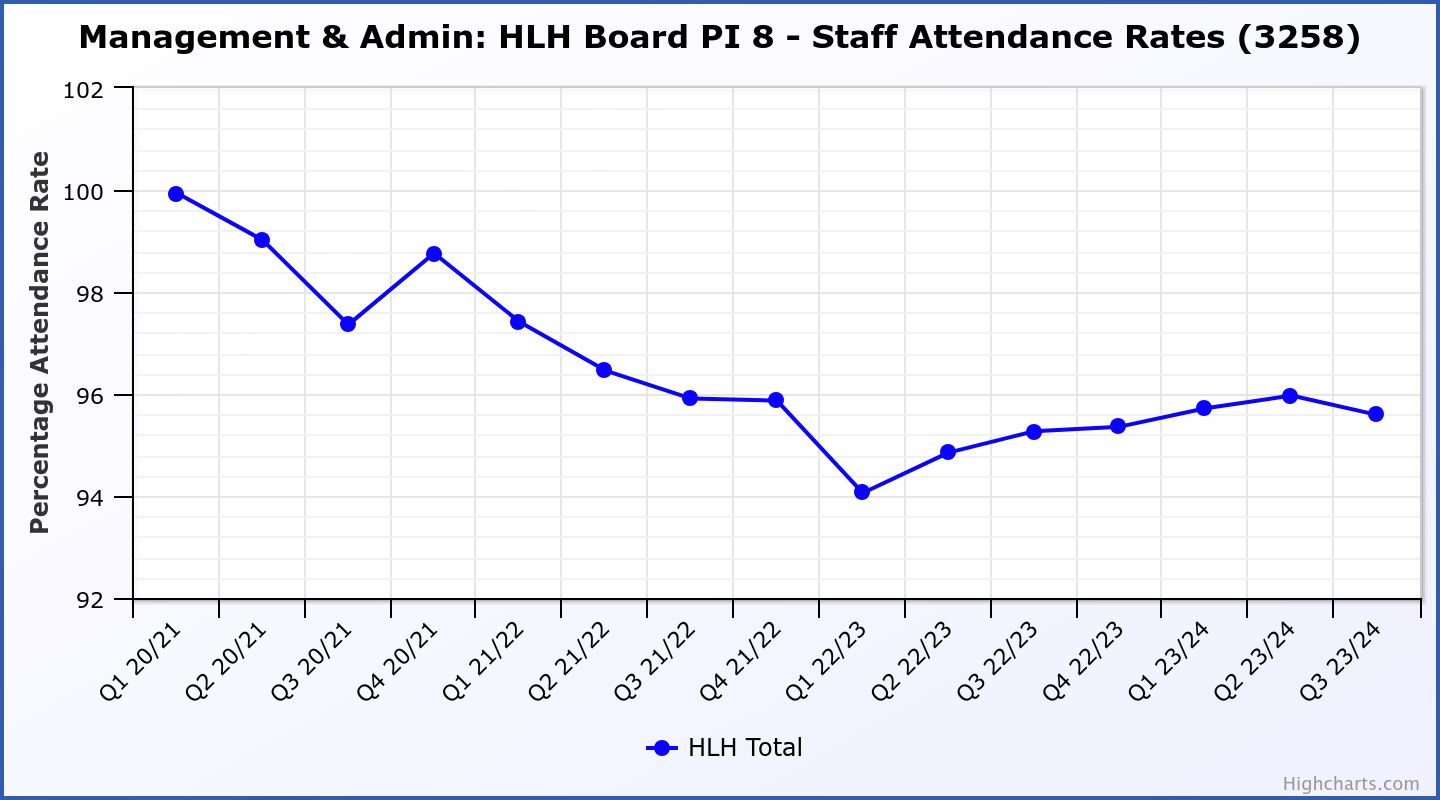 Management & Admin: HLH Board PI 8 - Staff Attendance Rates (3258)
Percentage Attendance Rate
102
100
98
96
94
92
Q1 20/21
Q2 20/21
Q3 20/21
Q4 20/21
Q1 21/22
Q2 21/22
Q3 21/22
Q4 21/22
Q1 22/23
Q2 22/23
Q3 22/23
Q4 22/23
Q1 23/24
Q2 23/24
Q3 23/24
HLH Total
Highcharts.com